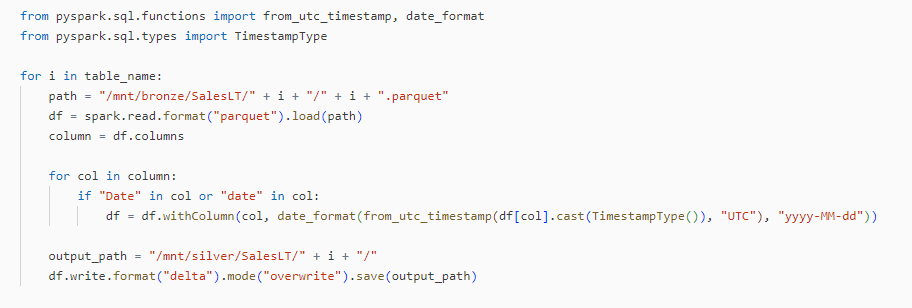 from pyspark.sql.functions import from_utc_timestamp, date_format
from pyspark.sql.types import TimestampType
for i in table_name:
path = "/mnt/bronze/SalesLT/" + i + "/" + i + ".parquet"
df = spark.read.format("parquet").load(path)
column = df.columns
for col in column:
if "Date" in col or "date" in col:
df = df.withColumn(col, date_format(from_utc_timestamp(df[col].cast(TimestampType()), "UTC"), "yyyy-MM-dd"))
output_path = "/mnt/silver/SalesLT/" + i + "/"
df.write.format("delta").mode("overwrite").save(output_path)